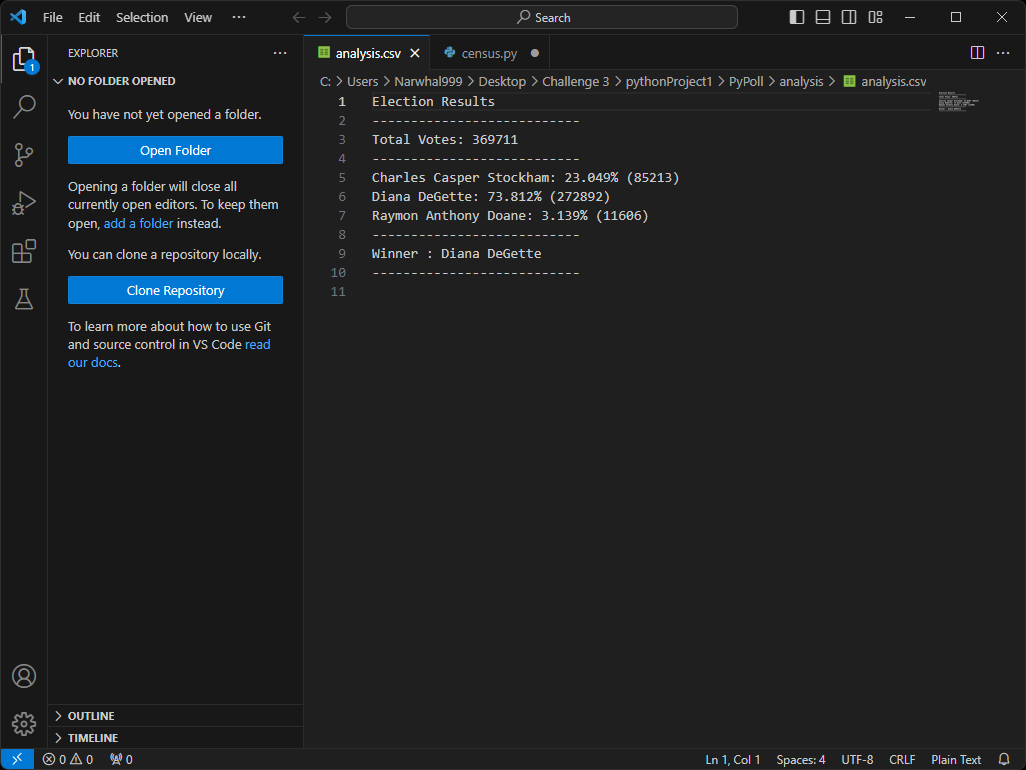 File Edit Selection View ··· Search
EXPLORER ···
NO FOLDER OPENED
You have not yet opened a folder.
Open Folder
Opening a folder will close all
currently open editors. To keep them
open, add a folder instead.
You can clone a repository locally.
Clone Repository
To learn more about how to use Git
and source control in VS Code read
our docs.
OUTLINE
TIMELINE
1
analysis.csv census.py ···
C: > Users > Narwhal999 > Desktop > Challenge 3 > pythonProject1 > PyPoll > analysis > analysis.csv
1 Election Results
2 ---------------------------
3 Total Votes: 369711
4 ---------------------------
5 Charles Casper Stockham: 23.049% (85213)
6 Diana DeGette: 73.812% (272892)
7 Raymon Anthony Doane: 3.139% (11606)
8 ---------------------------
9 Winner : Diana DeGette
10 ---------------------------
11
0 0 0 Ln 1, Col 1 Spaces: 4 UTF-8 CRLF Plain Text